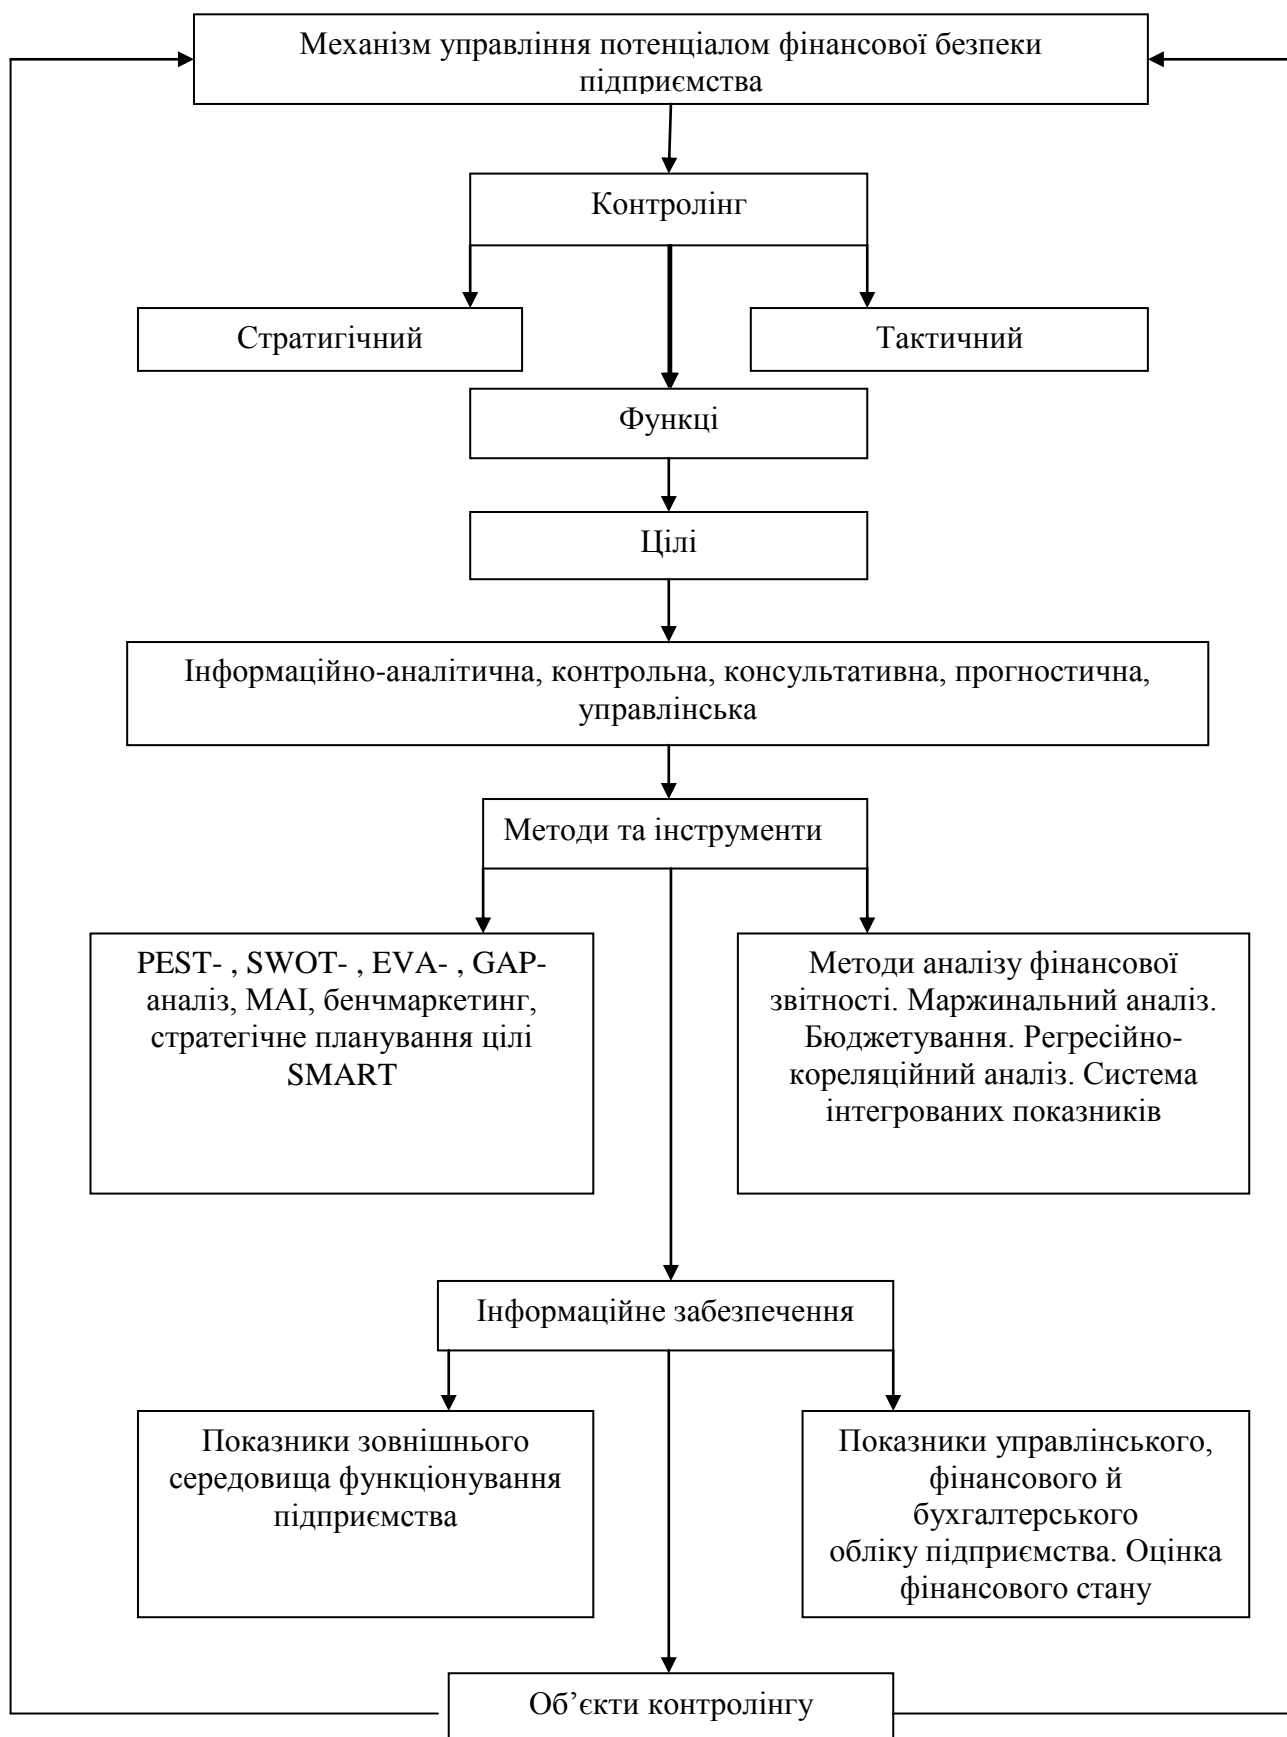 Механізм управління потенціалом фінансової безпеки
підприємства
Контролінг
Стратигічний
Тактичний
Функці
Цілі
Інформаційно-аналітична, контрольна, консультативна, прогностична,
управлінська
Методи та інструменти
PEST- , SWOT- , EVA- , GAP-
аналіз, МАІ, бенчмаркетинг,
стратегічне планування цілі
SMART
Методи аналізу фінансової
звітності. Маржинальний аналіз.
Бюджетування. Регресійно-
кореляційний аналіз. Система
інтегрованих показників
Інформаційне забезпечення
Показники зовнішнього
середовища функціонування
підприємства
Показники управлінського,
фінансового й
бухгалтерського
обліку підприємства. Оцінка
фінансового стану
Об’єкти контролінгу